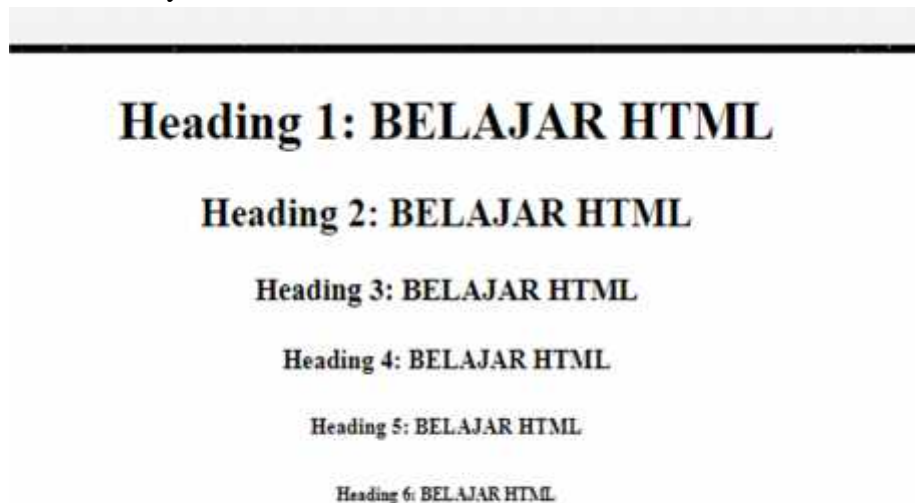 Heading 1: BELAJAR HTML
Heading 2: BELAJAR HTML
Heading 3: BELAJAR HTML
Heading 4: BELAJAR HTML
Heading 5: BELAJAR HTML
Heading 6: BELAJAR HTML